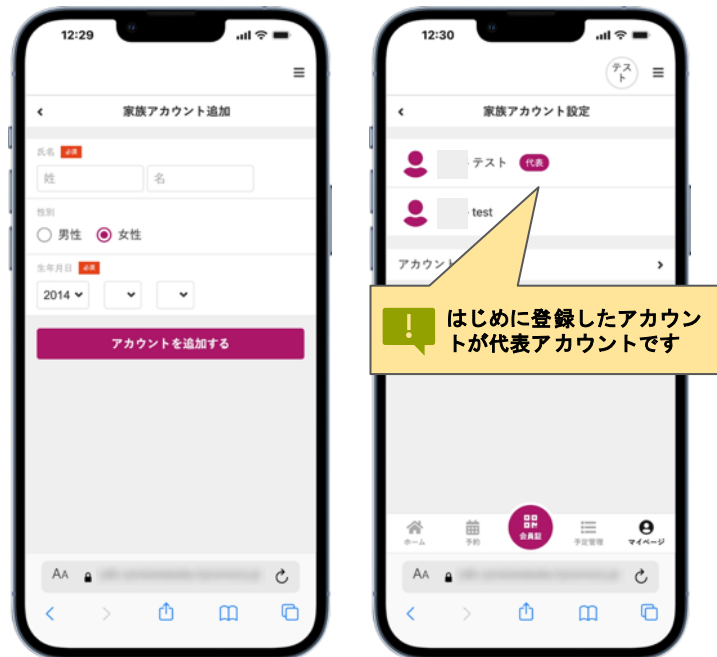 12:29
家族アカウント追加
氏名 必須
姓 名
性別
男性 女性
生年月日 必須
2014
アカウントを追加する
AA
12:30
テス
ト
家族アカウント設定
テスト 代表
test
アカウント
はじめに登録したアカウン
トが代表アカウントです
ホーム 予約 会員証 予定管理 マイページ
AA